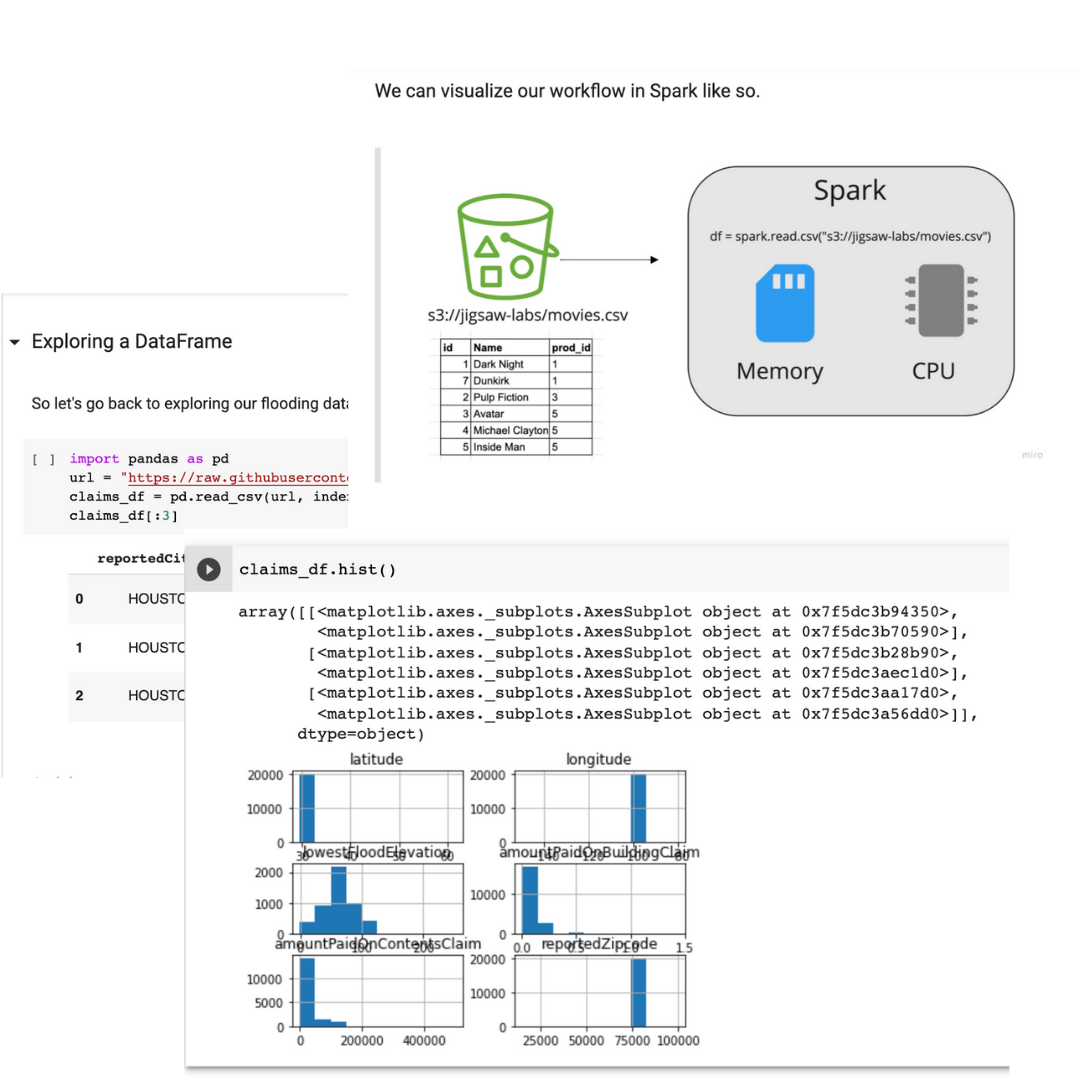 We can visualize our workflow in Spark like so.
Spark
df = spark.read.csv("s3://jigsaw-labs/movies.csv")
s3://jigsaw-labs/movies.csv
id Name prod_id
1 Dark Night 1
7 Dunkirk 1
2 Pulp Fiction 3
3 Avatar 5
4 Michael Clayton 5
5 Inside Man 5
Memory
CPU
miro
Exploring a DataFrame
So let's go back to exploring our flooding data
[ ] import pandas as pd
url = "https://raw.githubuserconte
claims_df = pd.read_csv(url, index
claims_df[:3]
reportedCit
0 HOUSTO
1 HOUSTO
2 HOUSTO
claims_df.hist()
array([[<matplotlib.axes._subplots.AxesSubplot object at 0x7f5dc3b94350>,
<matplotlib.axes._subplots.AxesSubplot object at 0x7f5dc3b70590>],
[<matplotlib.axes._subplots.AxesSubplot object at 0x7f5dc3b28b90>,
<matplotlib.axes._subplots.AxesSubplot object at 0x7f5dc3aec1d0>],
[<matplotlib.axes._subplots.AxesSubplot object at 0x7f5dc3aa17d0>,
<matplotlib.axes._subplots.AxesSubplot object at 0x7f5dc3a56dd0>]],
dtype=object)
latitude
20000
10000
0
30 40 50 60
longitude
20000
10000
0
-140 -120 -100 -80
lowestFloodElevation
2000
1000
0
0 100 200
amountPaidOnBuildingClaim
10000
0
0.0 0.5 1.0 1.5
amountPaidOnContentsClaim
10000
5000
0
0 200000 400000
reportedZipcode
20000
10000
0
25000 50000 75000 100000